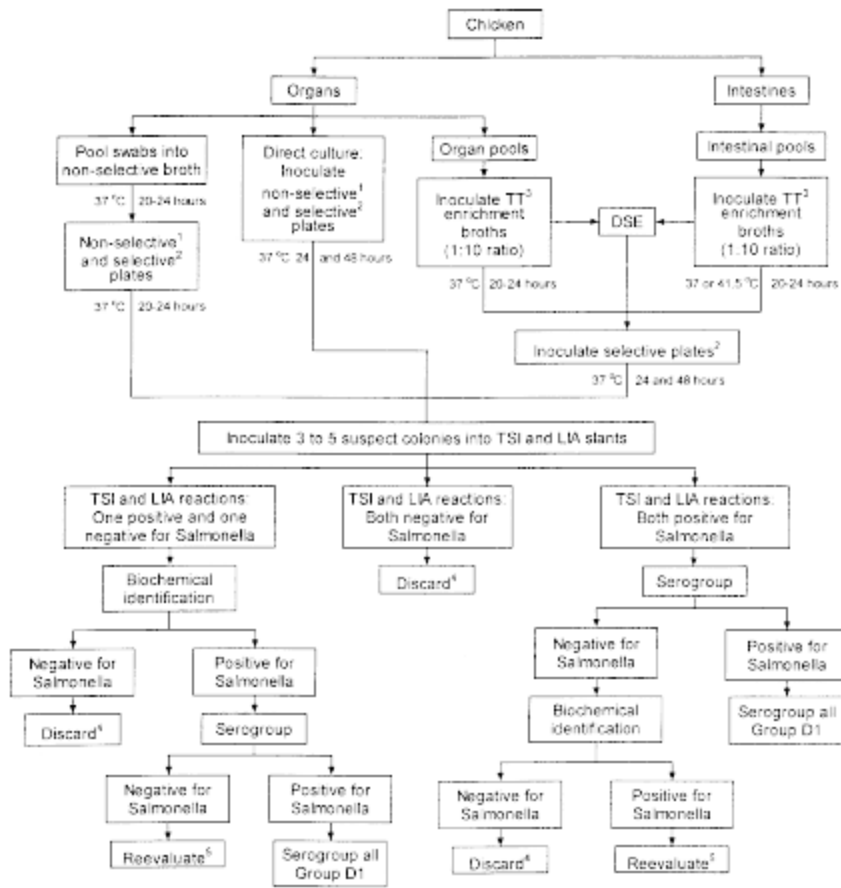 Chicken
Organs
Intestines
Pool swabs into
non-selective broth
Direct culture:
Inoculate
non-selective¹
and selective²
plates
Organ pools
Intestinal pools
37 °C 20-24 hours
Inoculate TT³
enrichment
broths
(1:10 ratio)
DSE
Inoculate TT³
enrichment
broths
(1:10 ratio)
Non-selective¹
and selective²
plates
37 °C 24 and 48 hours
37 °C 20-24 hours
37 °C 20-24 hours
37 or 41.5 °C 20-24 hours
Inoculate selective plates²
37 °C 24 and 48 hours
Inoculate 3 to 5 suspect colonies into TSI and LIA slants
TSI and LIA reactions:
One positive and one
negative for Salmonella
TSI and LIA reactions:
Both negative for
Salmonella
TSI and LIA reactions:
Both positive for
Salmonella
Biochemical
identification
Discard⁴
Serogroup
Negative for
Salmonella
Positive for
Salmonella
Negative for
Salmonella
Positive for
Salmonella
Discard⁴
Serogroup
Biochemical
identification
Serogroup all
Group D1
Negative for
Salmonella
Positive for
Salmonella
Negative for
Salmonella
Positive for
Salmonella
Reevaluate⁵
Serogroup all
Group D1
Discard⁴
Reevaluate⁵